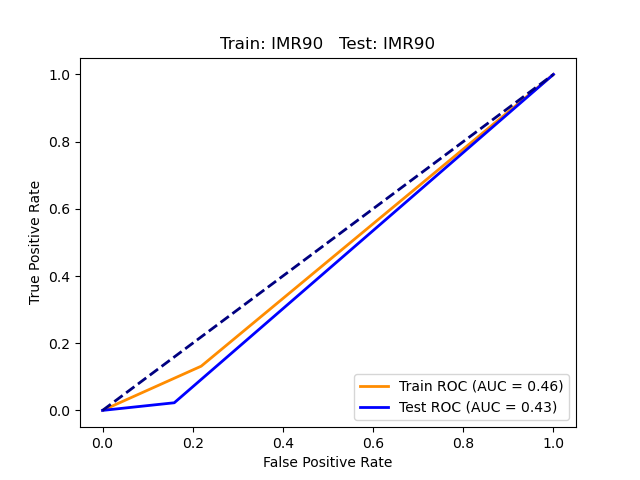 Train: IMR90   Test: IMR90
1.0
0.8
0.6
0.4
0.2
0.0
True Positive Rate
Train ROC (AUC = 0.46)
Test ROC (AUC = 0.43)
0.0 0.2 0.4 0.6 0.8 1.0
False Positive Rate